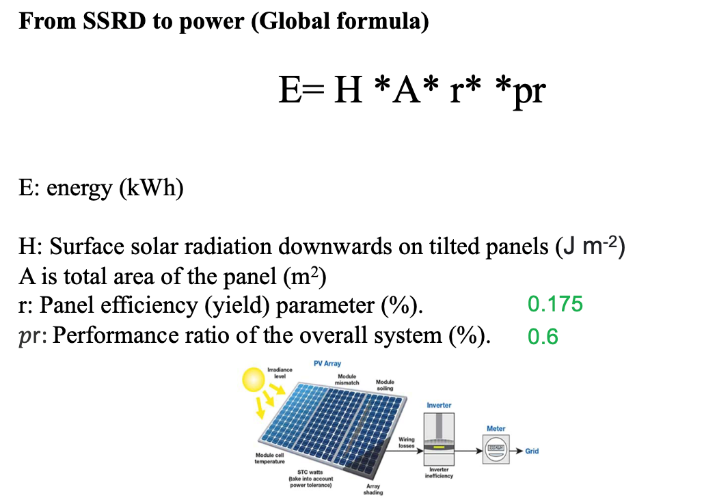 From SSRD to power (Global formula)
E= H *A* r* *pr
E: energy (kWh)
H: Surface solar radiation downwards on tilted panels (J m⁻²)
A is total area of the panel (m²)
r: Panel efficiency (yield) parameter (%). 0.175
pr: Performance ratio of the overall system (%). 0.6
PV Array
Irradiance
level
Module
mismatch
Module
soiling
Inverter
Meter
Wiring
losses
Grid
Module cell
temperature
STC watts
(take into account
power tolerance)
Inverter
inefficiency
Array
shading